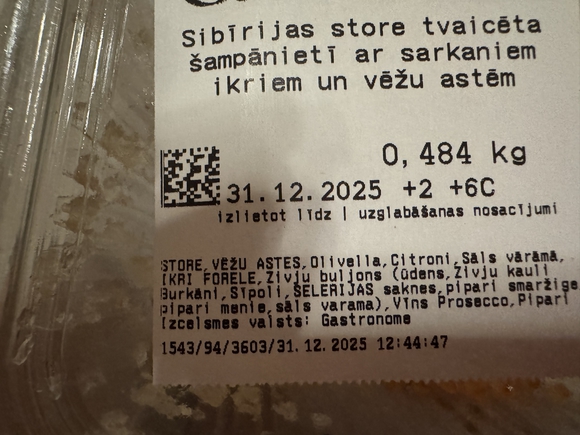 Sibīrijas store tvaicēta
šampānietī ar sarkaniem
ikriem un vēžu astēm
0,484 kg
31.12.2025 +2 +6C
izlietot līdz | uzglabāšanas nosacījumi
STORE,VĒŽU ASTES,Olivella,Citroni,Sāls vārāmā,
IKRI FORELE,Zivju buljons (ūdens,Zivju kauli
Burkāni,Sīpoli,SELERIJAS saknes,pipari smaržīge
pipari menie,sāls varama),Vīns Prosecco,Pipari
Izcelsmes valsts: Gastronome
1543/94/3603/31.12.2025 12:44:47